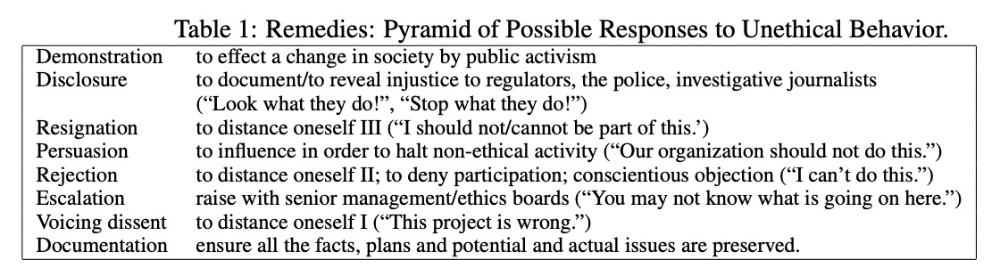 Table 1: Remedies: Pyramid of Possible Responses to Unethical Behavior.
Demonstration to effect a change in society by public activism
Disclosure to document/to reveal injustice to regulators, the police, investigative journalists
(“Look what they do!”, “Stop what they do!”)
Resignation to distance oneself III (“I should not/cannot be part of this.’)
Persuasion to influence in order to halt non-ethical activity (“Our organization should not do this.”)
Rejection to distance oneself II; to deny participation; conscientious objection (“I can’t do this.”)
Escalation raise with senior management/ethics boards (“You may not know what is going on here.”)
Voicing dissent to distance oneself I (“This project is wrong.”)
Documentation ensure all the facts, plans and potential and actual issues are preserved.